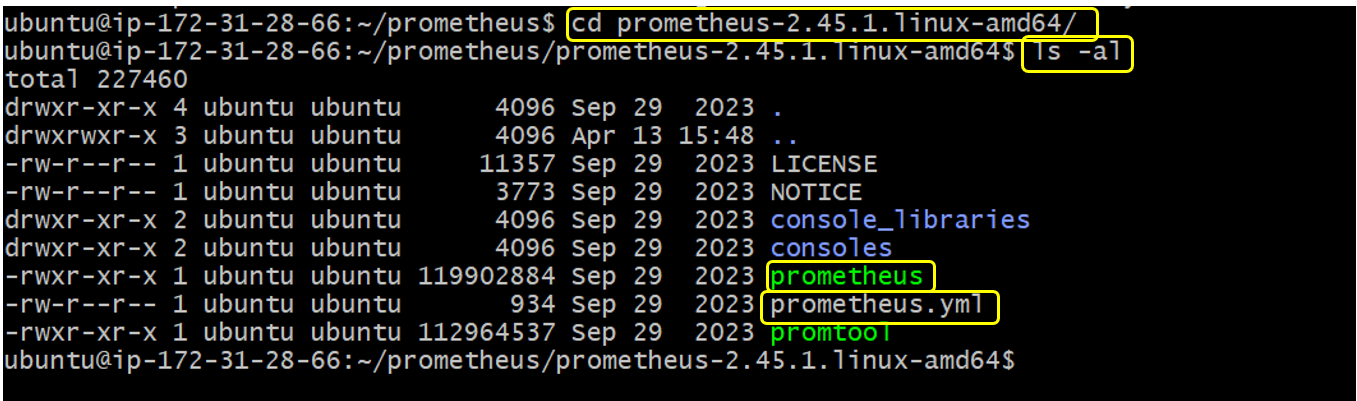 ubuntu@ip-172-31-28-66:~/prometheus$ cd prometheus-2.45.1.linux-amd64/
ubuntu@ip-172-31-28-66:~/prometheus/prometheus-2.45.1.linux-amd64$ ls -al
total 227460
drwxr-xr-x 4 ubuntu ubuntu      4096 Sep 29  2023 .
drwxrwxr-x 3 ubuntu ubuntu      4096 Apr 13 15:48 ..
-rw-r--r-- 1 ubuntu ubuntu     11357 Sep 29  2023 LICENSE
-rw-r--r-- 1 ubuntu ubuntu      3773 Sep 29  2023 NOTICE
drwxr-xr-x 2 ubuntu ubuntu      4096 Sep 29  2023 console_libraries
drwxr-xr-x 2 ubuntu ubuntu      4096 Sep 29  2023 consoles
-rwxr-xr-x 1 ubuntu ubuntu 119902884 Sep 29  2023 prometheus
-rw-r--r-- 1 ubuntu ubuntu       934 Sep 29  2023 prometheus.yml
-rwxr-xr-x 1 ubuntu ubuntu 112964537 Sep 29  2023 promtool
ubuntu@ip-172-31-28-66:~/prometheus/prometheus-2.45.1.linux-amd64$